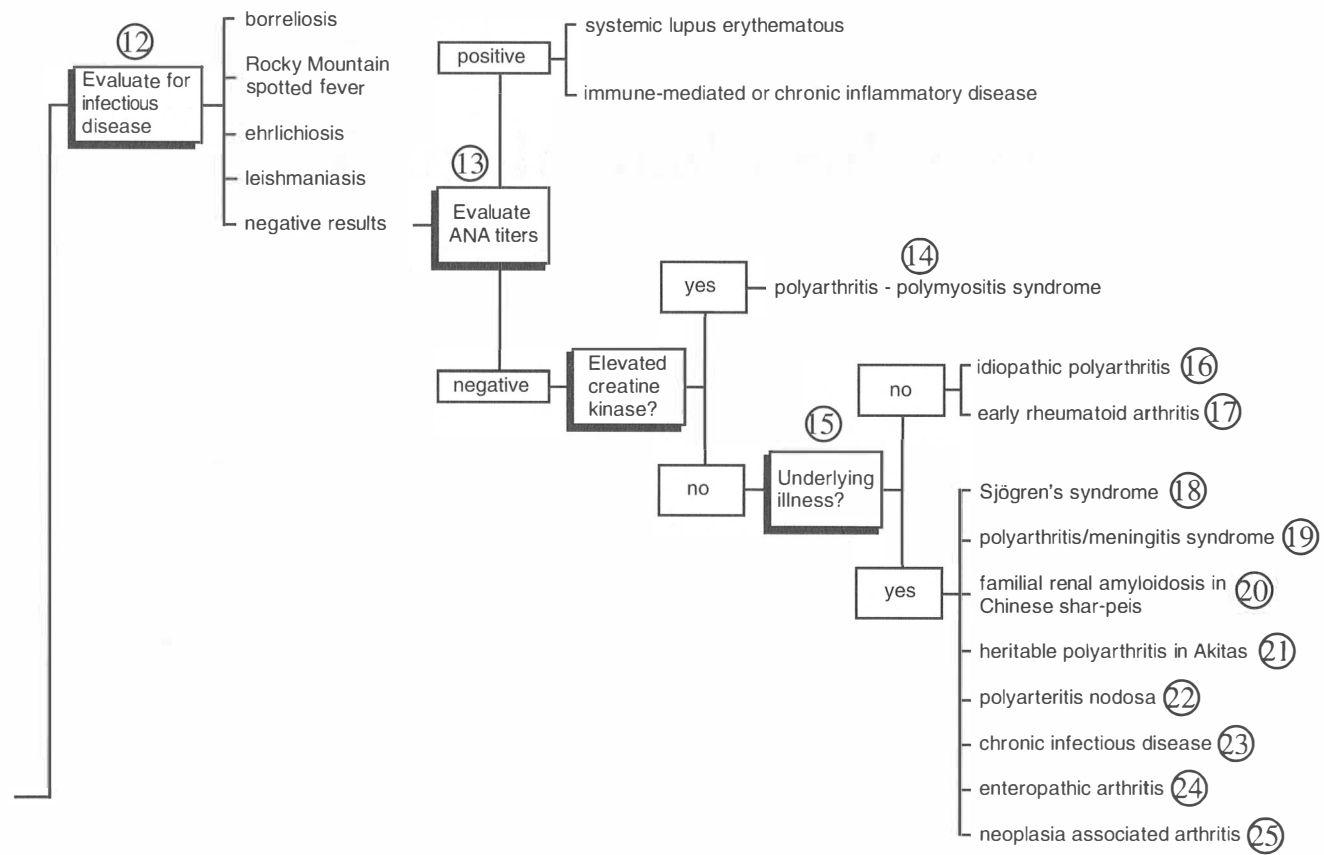 12
Evaluate for
infectious
disease
borreliosis
Rocky Mountain
spotted fever
ehrlichiosis
leishmaniasis
negative results
13
Evaluate
ANA titers
positive
systemic lupus erythematous
immune-mediated or chronic inflammatory disease
negative
Elevated
creatine
kinase?
yes
14
polyarthritis - polymyositis syndrome
no
15
Underlying
illness?
no
idiopathic polyarthritis 16
early rheumatoid arthritis 17
yes
Sjögren's syndrome 18
polyarthritis/meningitis syndrome 19
familial renal amyloidosis in
Chinese shar-peis 20
heritable polyarthritis in Akitas 21
polyarteritis nodosa 22
chronic infectious disease 23
enteropathic arthritis 24
neoplasia associated arthritis 25